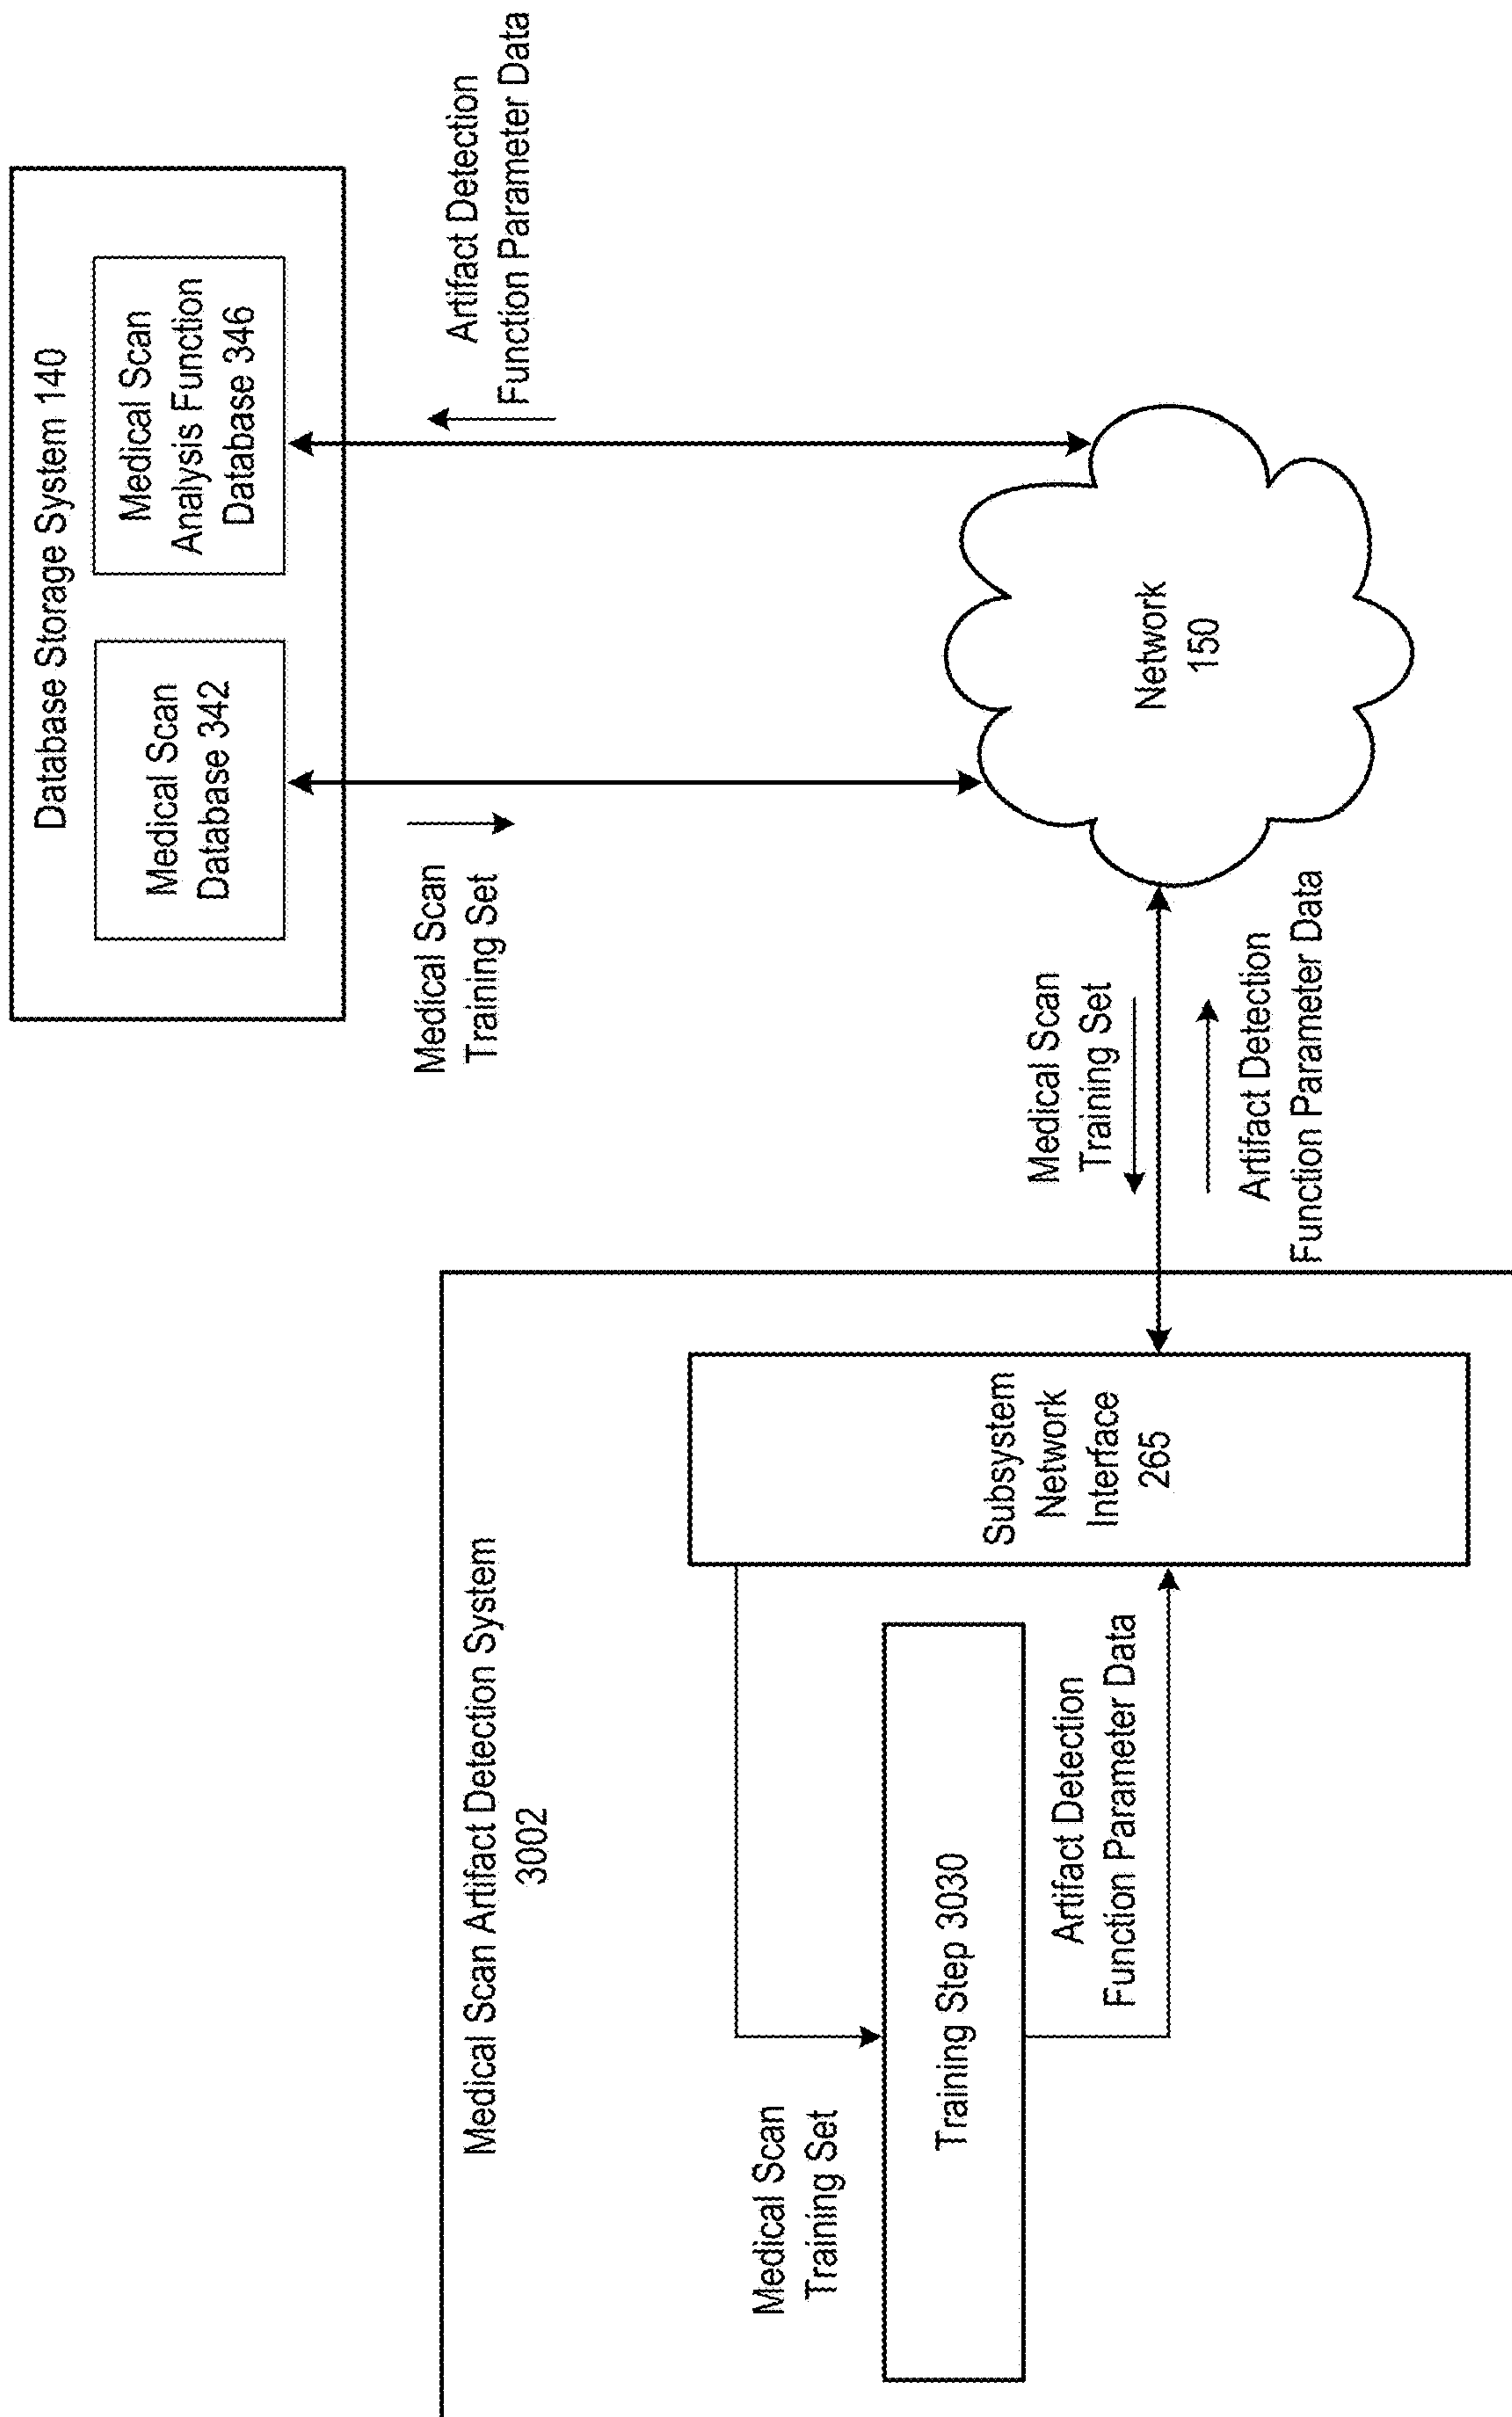 Database Storage System 140
Medical Scan
Database 342
Medical Scan
Analysis Function
Database 346
Medical Scan
Training Set
Artifact Detection
Function Parameter Data
Medical Scan Artifact Detection System
3002
Medical Scan
Training Set
Training Step 3030
Artifact Detection
Function Parameter Data
Subsystem
Network
Interface
265
Medical Scan
Training Set
Artifact Detection
Function Parameter Data
Network
150